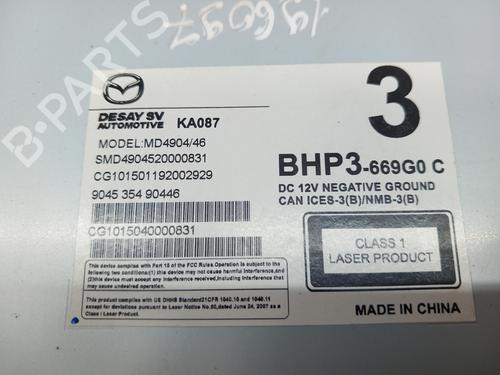 196097
B-PARTS
3
DESAY SV
AUTOMOTIVE KA087
MODEL:MD4904/46
SMD4904520000831
CG101501192002929
9045 354 90446
CG1015040000831
BHP3-669G0 C
DC 12V NEGATIVE GROUND
CAN ICES-3(B)/NMB-3(B)
CLASS 1
LASER PRODUCT
This device complies with Part 15 of the FCC Rules.Operation is subject to the
following two conditions:(1) this device may not cause harmful interference,and
(2)this device must accept any interference received,including interference that
may cause undesired operation.
This product complies with US DHHS Standard21CFR 1040.10 and 1040.11
except for deviations pursuant to Laser Notice No.50,dated June 24, 2007 as a
Class I Laser Product.
MADE IN CHINA